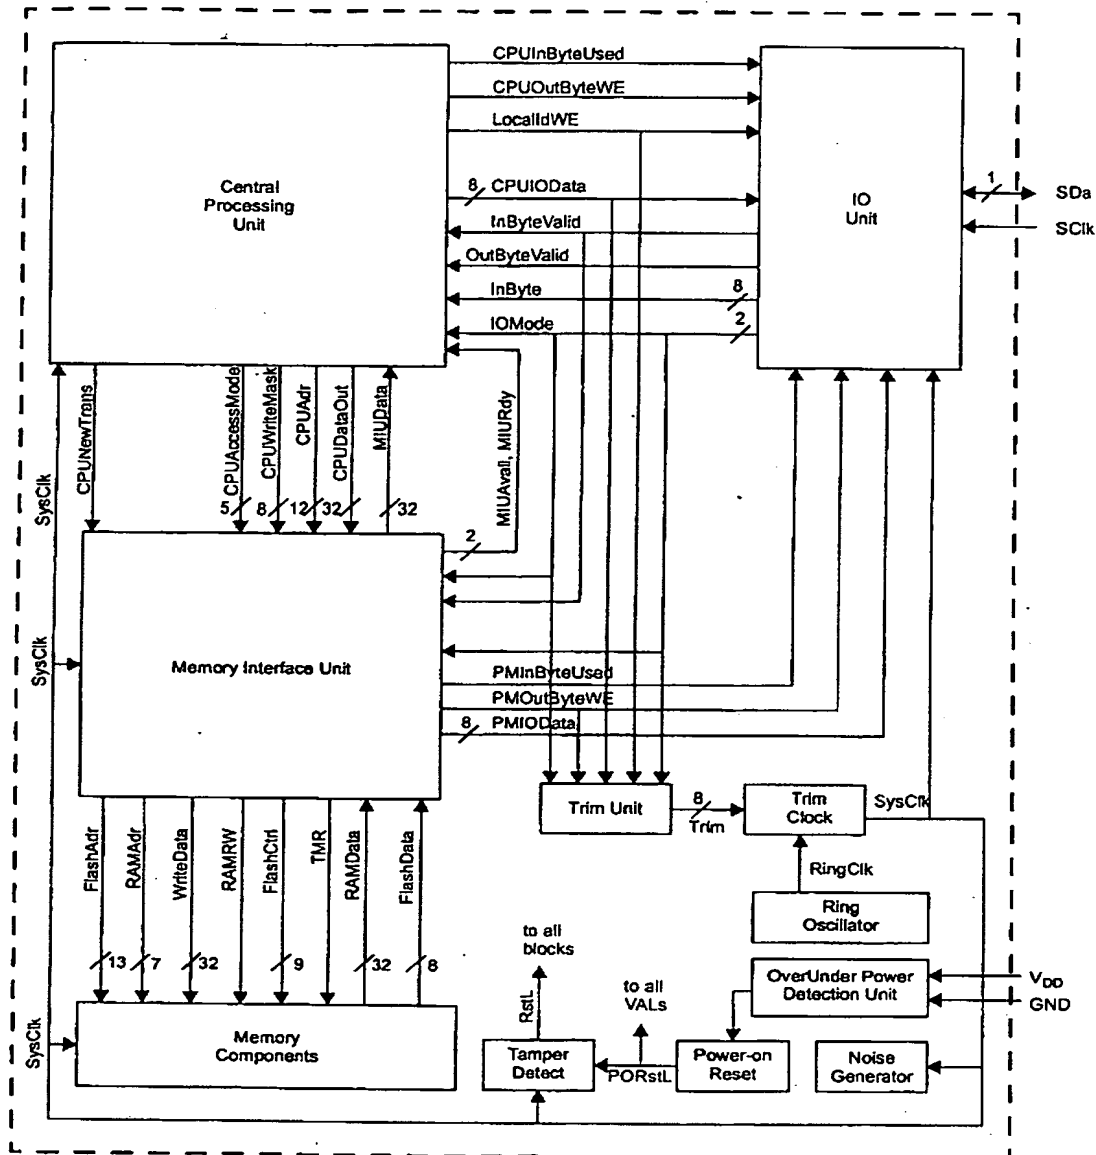 CPUInByteUsed
CPUOutByteWE
LocalIdWE
Central
Processing
Unit
8
CPUIOData
InByteValid
OutByteValid
InByte
8
IOMode
2
IO
Unit
1
SDa
SClk
SysClk
CPUNewTrans
CPUAccessMode
5
CPUWriteMask
8
CPUAdr
12
CPUDataOut
32
MIUData
32
MIUAvail, MIURdy
2
SysClk
Memory Interface Unit
PMInByteUsed
PMOutByteWE
8
PMIOData
Trim Unit
8
Trim
Trim
Clock
SysClk
RingClk
Ring
Oscillator
FlashAdr
13
RAMAdr
7
WriteData
32
RAMRW
FlashCtrl
9
TMR
RAMData
32
FlashData
8
SysClk
Memory
Components
to all
blocks
RstL
to all
VALs
OverUnder Power
Detection Unit
VDD
GND
Tamper
Detect
PORstL
Power-on
Reset
Noise
Generator